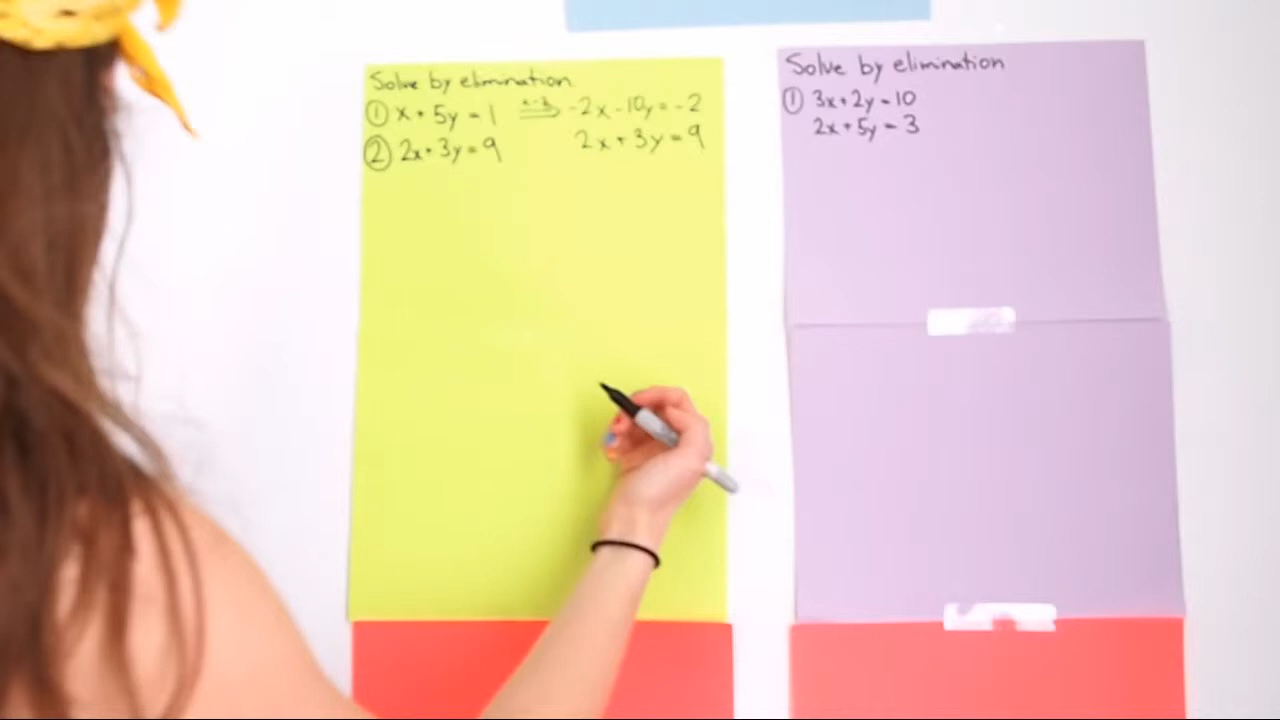 Solve by elimination
① x + 5y = 1 ×-2 ⟹ -2x - 10y = -2
② 2x + 3y = 9 2x + 3y = 9
Solve by elimination
① 3x + 2y = 10
2x + 5y = 3